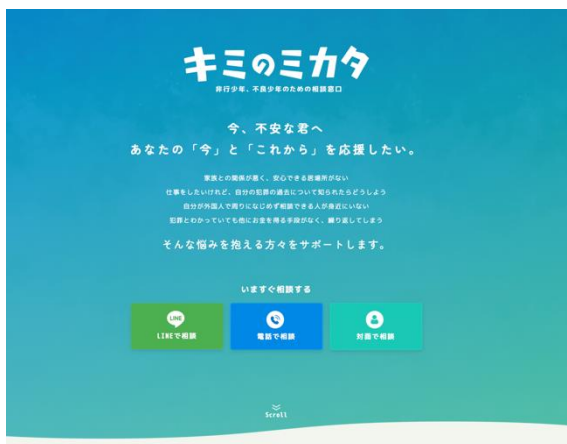 キミのミカタ
非行少年、不良少年のための相談窓口
今、不安な君へ
あなたの「今」と「これから」を応援したい。
家族との関係が悪く、安心できる居場所がない
仕事をしたいけれど、自分の犯罪の過去について知られたらどうしよう
自分が外国人で周りになじめず相談できる人が身近にいない
犯罪とわかっていても他にお金を得る手段がなく、繰り返してしまう
そんな悩みを抱える方々をサポートします。
いますぐ相談する
LINE
LINEで相談
電話で相談
対面で相談
Scroll